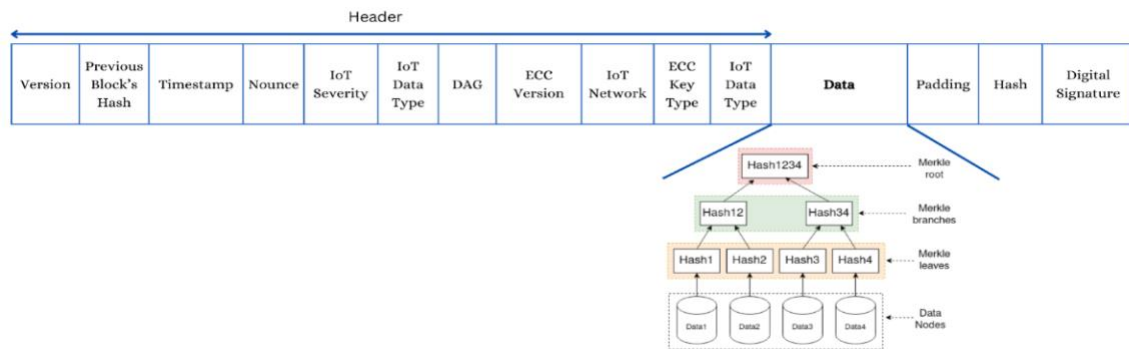 Header
Version
Previous
Block's
Hash
Timestamp
Nounce
IoT
Severity
IoT
Data
Type
DAG
ECC
Version
IoT
Network
ECC
Key
Type
IoT
Data
Type
Data
Padding
Hash
Digital
Signature
Hash1234
Merkle
root
Hash12
Hash34
Merkle
branches
Hash1
Hash2
Hash3
Hash4
Merkle
leaves
Data1
Data2
Data3
Data4
Data
Nodes